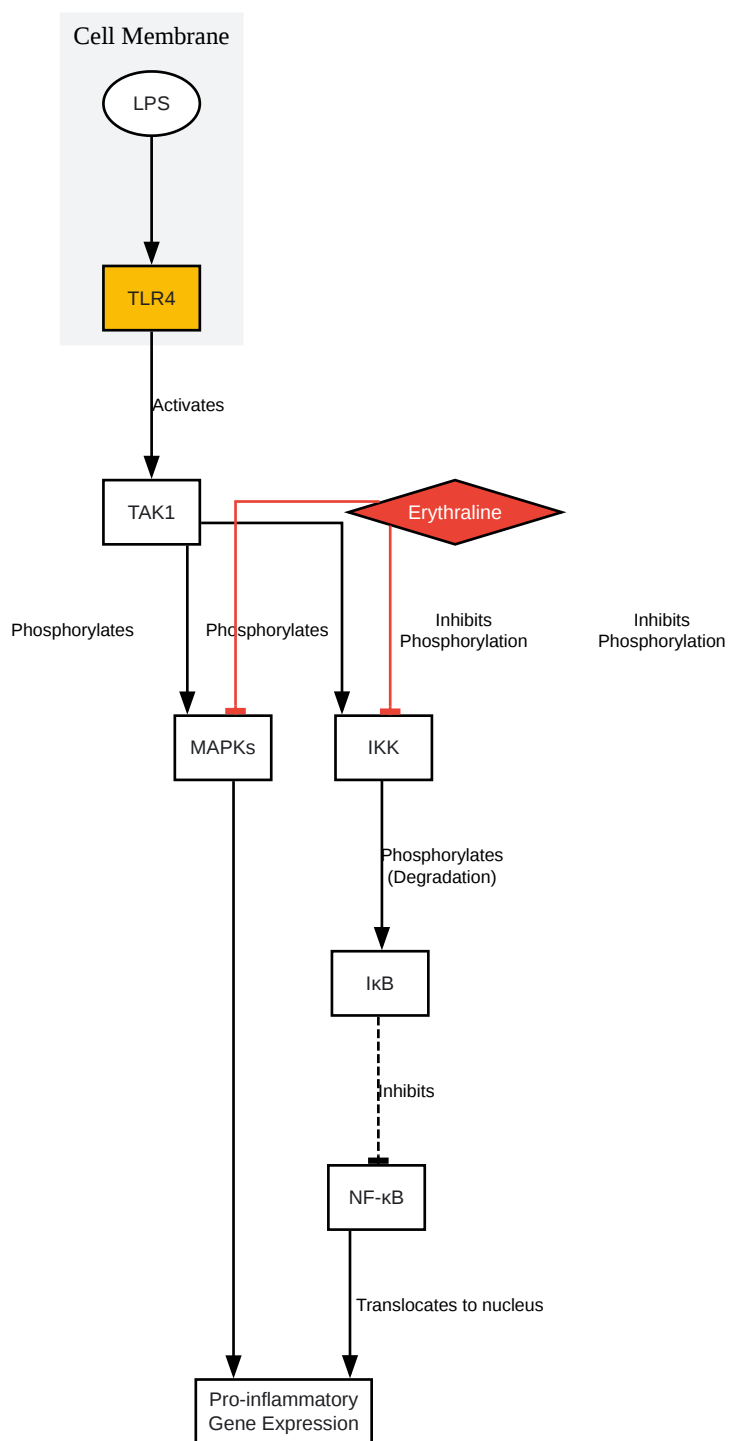 Cell Membrane
LPS
TLR4
Activates
TAK1
Erythraline
Phosphorylates
Phosphorylates
Inhibits
Phosphorylation
Inhibits
Phosphorylation
MAPKs
IKK
Phosphorylates
(Degradation)
IκB
Inhibits
NF-κB
Translocates to nucleus
Pro-inflammatory
Gene Expression